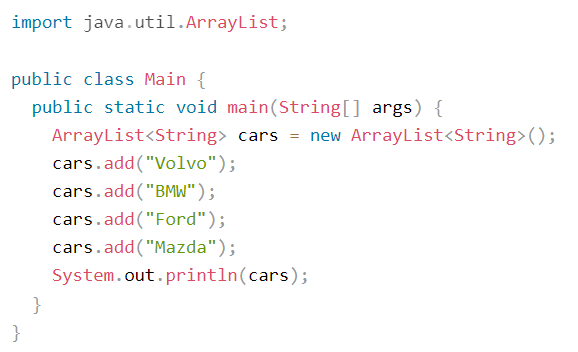 import java.util.ArrayList;
public class Main {
  public static void main(String[] args) {
    ArrayList<String> cars = new ArrayList<String>();
    cars.add("Volvo");
    cars.add("BMW");
    cars.add("Ford");
    cars.add("Mazda");
    System.out.println(cars);
  }
}